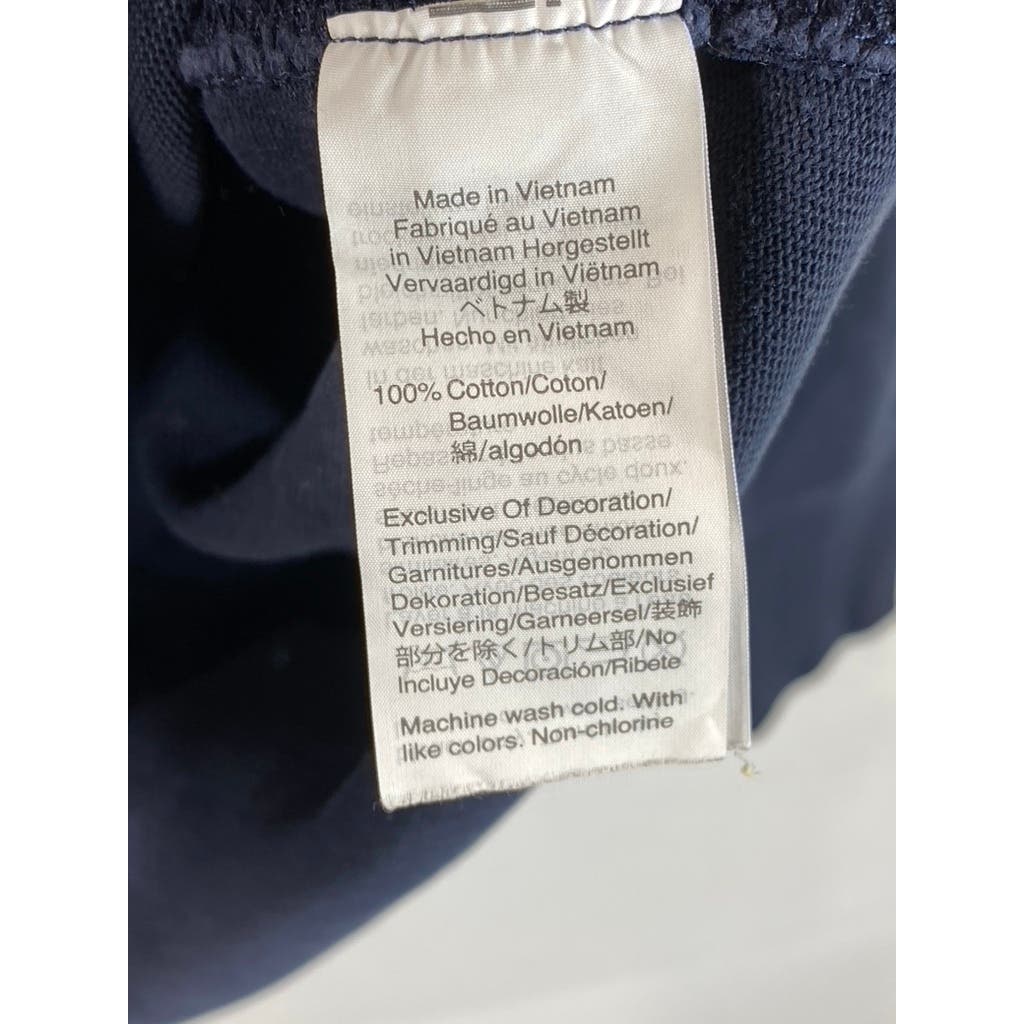 Made in Vietnam
Fabriqué au Vietnam
in Vietnam Horgestellt
Vervaardigd in Viëtnam
ベトナム製
Hecho en Vietnam
100% Cotton/Coton/
Baumwolle/Katoen/
綿/algodón
Exclusive Of Decoration/
Trimming/Sauf Décoration/
Garnitures/Ausgenommen
Dekoration/Besatz/Exclusief
Versiering/Garneersel/装飾
部分を除く/トリム部/No
Incluye Decoración/Ribete
Machine wash cold. With
like colors. Non-chlorine